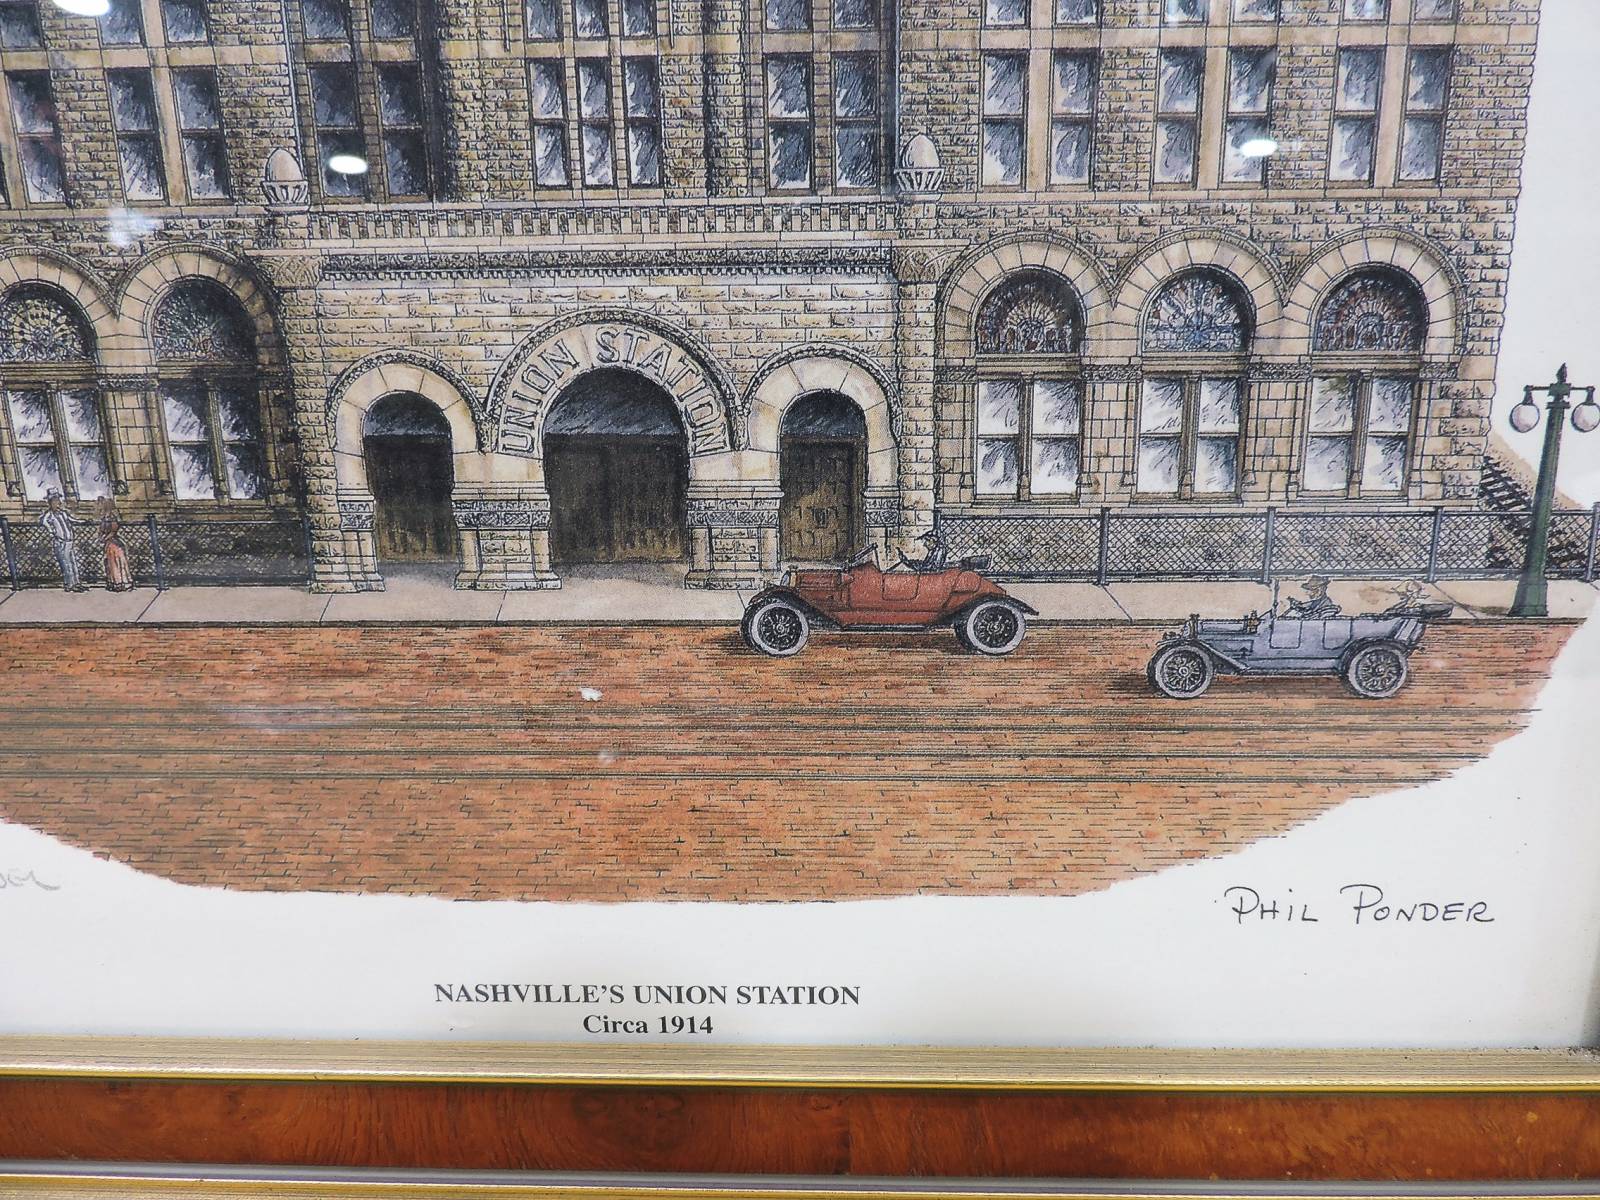 UNION STATION
PHIL PONDER
NASHVILLE'S UNION STATION
Circa 1914